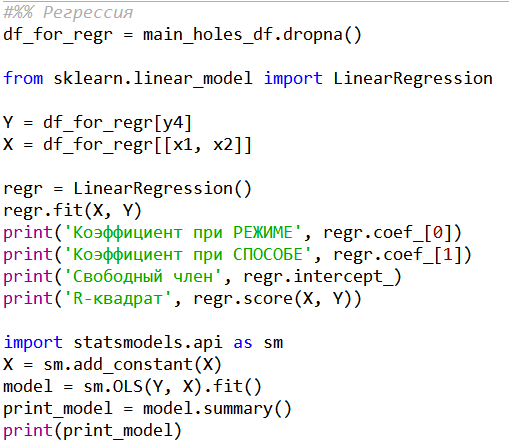 #%% Регрессия
df_for_regr = main_holes_df.dropna()
from sklearn.linear_model import LinearRegression
Y = df_for_regr[y4]
X = df_for_regr[[x1, x2]]
regr = LinearRegression()
regr.fit(X, Y)
print('Коэффициент при РЕЖИМЕ', regr.coef_[0])
print('Коэффициент при СПОСОБЕ', regr.coef_[1])
print('Свободный член', regr.intercept_)
print('R-квадрат', regr.score(X, Y))
import statsmodels.api as sm
X = sm.add_constant(X)
model = sm.OLS(Y, X).fit()
print_model = model.summary()
print(print_model)